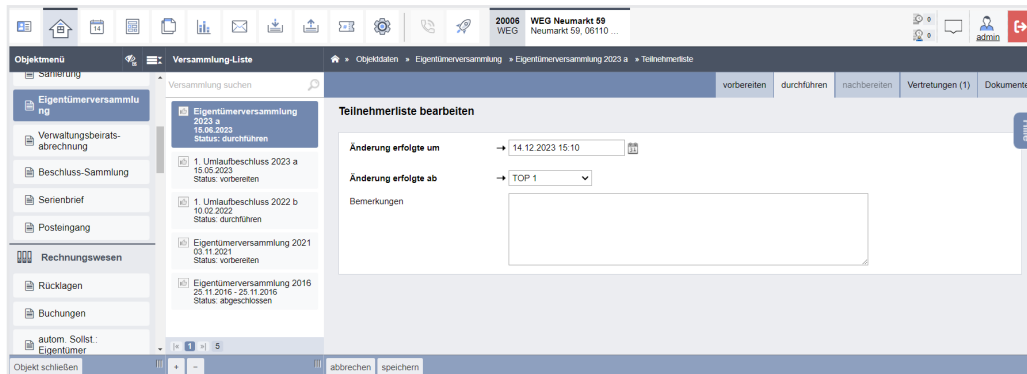 14
20006 WEG Neumarkt 59
WEG Neumarkt 59, 06110 ...
0
0
admin
Objektmenü
Versammlung-Liste
» Objektdaten » Eigentümerversammlung » Eigentümerversammlung 2023 a » Teilnehmerliste
Sanierung
Eigentümerversammlu
ng
Verwaltungsbeirats-
abrechnung
Beschluss-Sammlung
Serienbrief
Posteingang
Rechnungswesen
Rücklagen
Buchungen
autom. Sollst.:
Eigentümer
Objekt schließen
Versammlung suchen
Eigentümerversammlung
2023 a
15.06.2023
Status: durchführen
1. Umlaufbeschluss 2023 a
15.05.2023
Status: vorbereiten
1. Umlaufbeschluss 2022 b
10.02.2022
Status: durchführen
Eigentümerversammlung 2021
03.11.2021
Status: vorbereiten
Eigentümerversammlung 2016
25.11.2016 - 25.11.2016
Status: abgeschlossen
|« 1 »| 5
+ −
vorbereiten durchführen nachbereiten Vertretungen (1) Dokumente
Teilnehmerliste bearbeiten
Änderung erfolgte um → 14.12.2023 15:10
Änderung erfolgte ab → TOP 1
Bemerkungen
abbrechen speichern